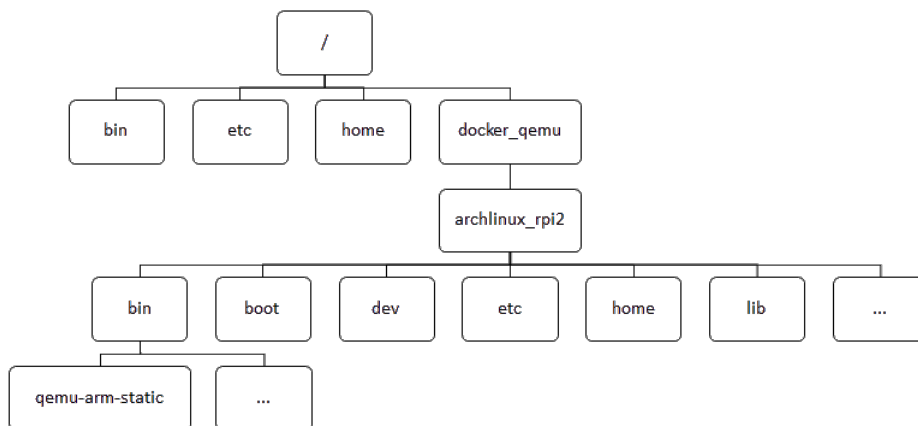 /
bin
etc
home
docker_qemu
archlinux_rpi2
bin
boot
dev
etc
home
lib
...
qemu-arm-static
...